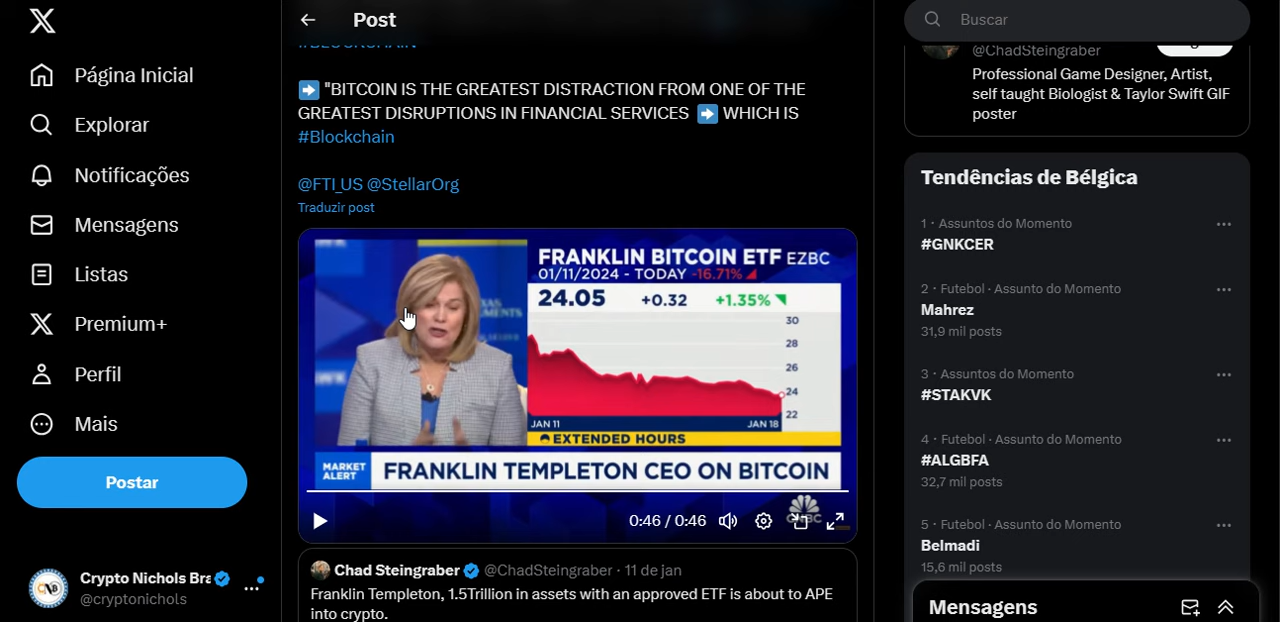 Post
Buscar
Página Inicial
Explorar
Notificações
Mensagens
Listas
Premium+
Perfil
Mais
Postar
Crypto Nichols Bra
@cryptonichols
#BLOCKCHAIN
"BITCOIN IS THE GREATEST DISTRACTION FROM ONE OF THE
GREATEST DISRUPTIONS IN FINANCIAL SERVICES WHICH IS
#Blockchain
@FTI_US @StellarOrg
Traduzir post
FRANKLIN BITCOIN ETF EZBC
01/11/2024 - TODAY -16.71%
24.05 +0.32 +1.35%
30
28
26
24
22
JAN 11 JAN 18
EXTENDED HOURS
MARKET
ALERT
FRANKLIN TEMPLETON CEO ON BITCOIN
0:46 / 0:46
Chad Steingraber @ChadSteingraber · 11 de jan
Franklin Templeton, 1.5Trillion in assets with an approved ETF is about to APE
into crypto.
@ChadSteingraber
Professional Game Designer, Artist,
self taught Biologist & Taylor Swift GIF
poster
Tendências de Bélgica
1 · Assuntos do Momento
#GNKCER
2 · Futebol · Assunto do Momento
Mahrez
31,9 mil posts
3 · Assuntos do Momento
#STAKVK
4 · Futebol · Assunto do Momento
#ALGBFA
32,7 mil posts
5 · Futebol · Assunto do Momento
Belmadi
15,6 mil posts
Mensagens